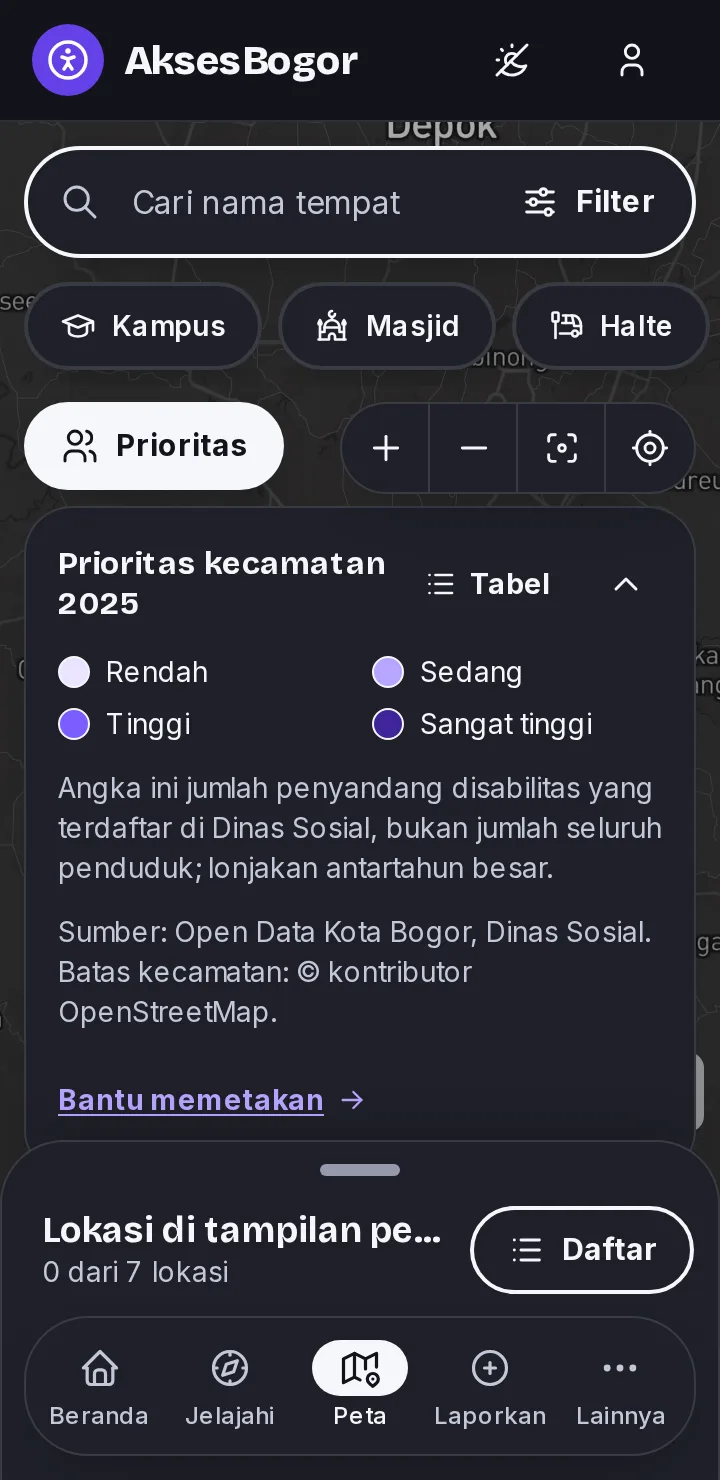 AksesBogor
Depok
Cari nama tempat
Filter
Kampus
Masjid
Halte
Prioritas
Prioritas kecamatan
2025
Tabel
Rendah
Sedang
Tinggi
Sangat tinggi
Angka ini jumlah penyandang disabilitas yang
terdaftar di Dinas Sosial, bukan jumlah seluruh
penduduk; lonjakan antartahun besar.
Sumber: Open Data Kota Bogor, Dinas Sosial.
Batas kecamatan: © kontributor
OpenStreetMap.
Bantu memetakan
Lokasi di tampilan pe...
0 dari 7 lokasi
Daftar
Beranda
Jelajahi
Peta
Laporkan
Lainnya